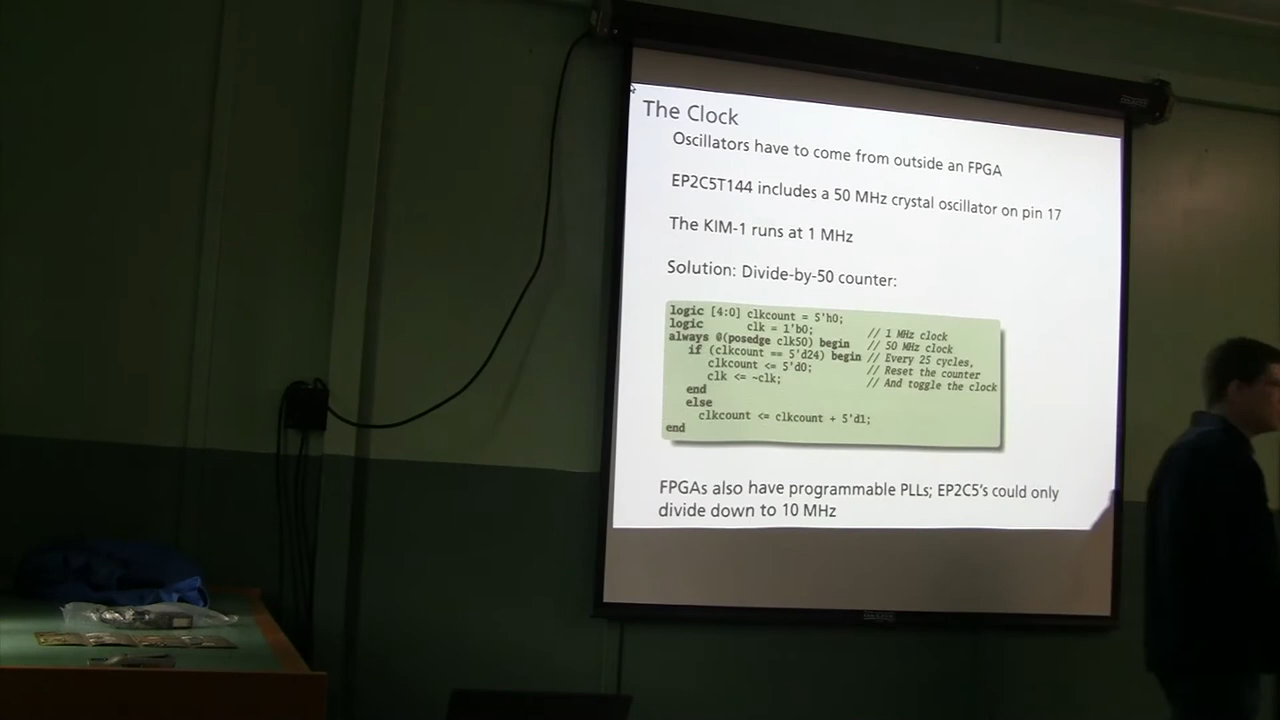 The Clock
Oscillators have to come from outside an FPGA
EP2C5T144 includes a 50 MHz crystal oscillator on pin 17
The KIM-1 runs at 1 MHz
Solution: Divide-by-50 counter:
logic [4:0] clkcount = 5'h0;
logic clk = 1'b0; // 1 MHz clock
always @(posedge clk50) begin // 50 MHz clock
if (clkcount == 5'd24) begin // Every 25 cycles,
clkcount <= 5'd0; // Reset the counter
clk <= ~clk; // And toggle the clock
end
else
clkcount <= clkcount + 5'd1;
end
FPGAs also have programmable PLLs; EP2C5's could only
divide down to 10 MHz